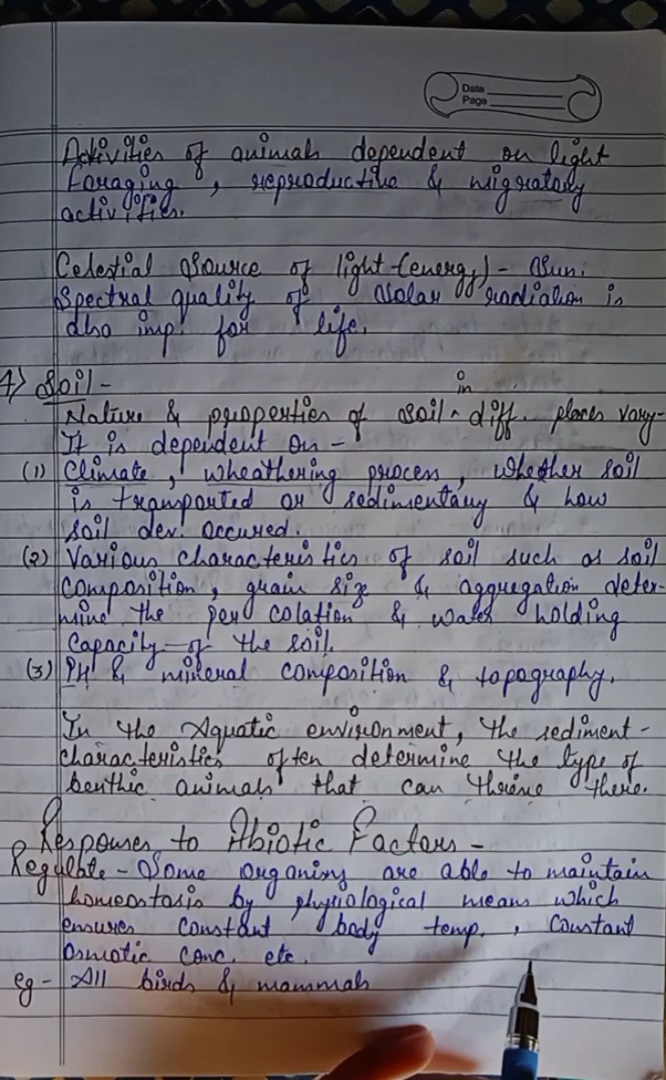 Date
Page
Activities of animals dependent on light
Foraging, reproductive & migratory
activities.
Celestial Source of light (energy) - Sun.
Spectral quality of solar radiation is
also imp. for life.
4) Soil -
in
Nature & properties of soil ^ diff. places vary-
It is dependent on -
(1) Climate, wheathering process, whether soil
is transported or sedimentary & how
soil dev. occured.
(2) Various characteristics of soil such as soil
composition, grain size & aggregation deter-
mine the per colation & water holding
capacity of the soil.
(3) PH & mineral composition & topography.
In the Aquatic environment, the sediment-
characteristics often determine the type of
benthic animals that can thrive there.
Responses to Abiotic Factors -
Regulate - Some organisms are able to maintain
homeostasis by physiological means which
ensures constant body temp., constant
osmotic conc. etc.
eg - All birds & mammals